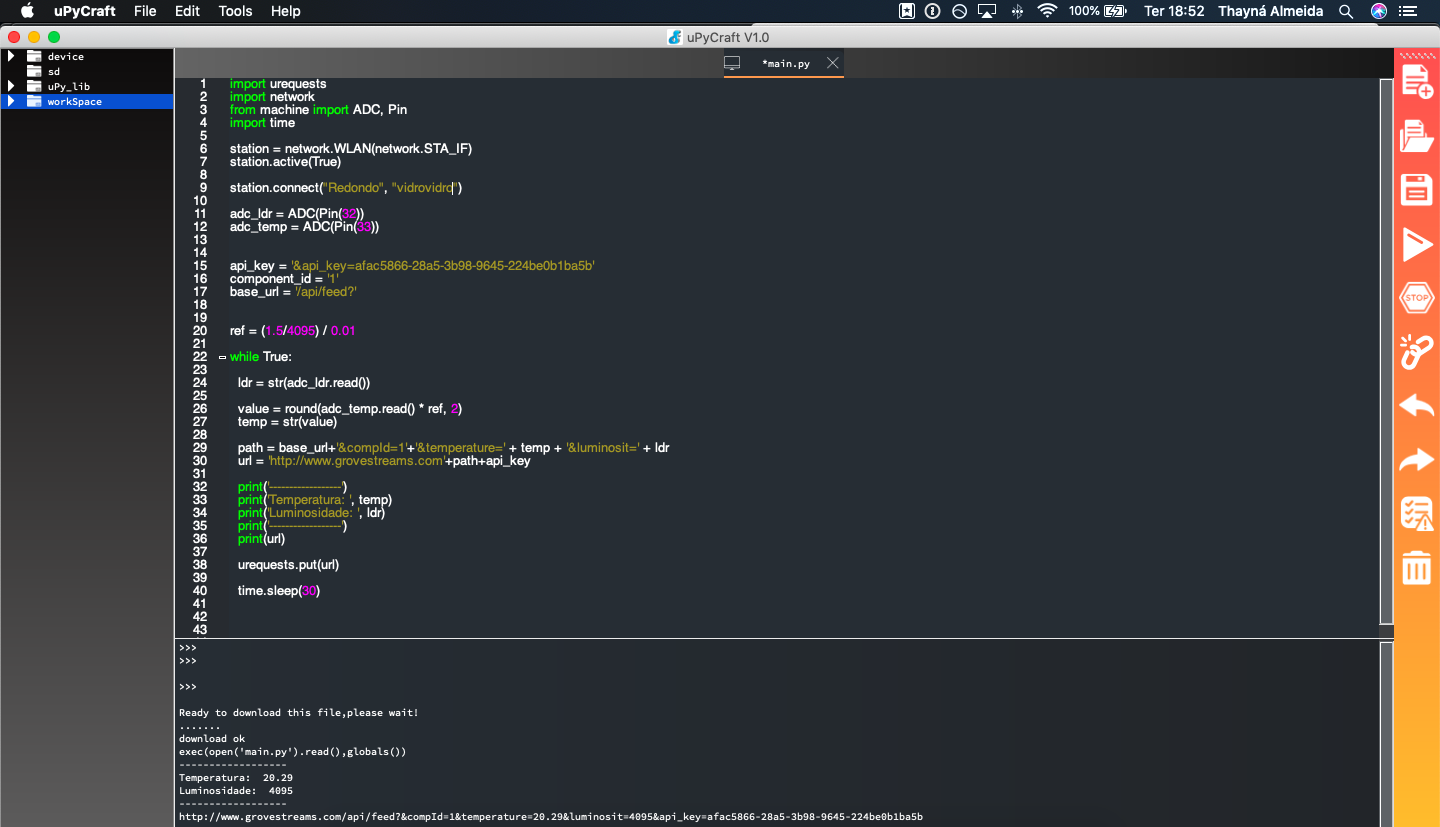 uPyCraft File Edit Tools Help 100% Ter 18:52 Thayná Almeida
uPyCraft V1.0
device
sd
uPy_lib
workSpace
*main.py
1 import urequests
2 import network
3 from machine import ADC, Pin
4 import time
5
6 station = network.WLAN(network.STA_IF)
7 station.active(True)
8
9 station.connect("Redondo", "vidrovidro")
10
11 adc_ldr = ADC(Pin(32))
12 adc_temp = ADC(Pin(33))
13
14
15 api_key = '&api_key=afac5866-28a5-3b98-9645-224be0b1ba5b'
16 component_id = '1'
17 base_url = '/api/feed?'
18
19
20 ref = (1.5/4095) / 0.01
21
22 while True:
23
24 ldr = str(adc_ldr.read())
25
26 value = round(adc_temp.read() * ref, 2)
27 temp = str(value)
28
29 path = base_url+'&compId=1'+'&temperature=' + temp + '&luminosit=' + ldr
30 url = 'http://www.grovestreams.com'+path+api_key
31
32 print('------------------')
33 print('Temperatura: ', temp)
34 print('Luminosidade: ', ldr)
35 print('------------------')
36 print(url)
37
38 urequests.put(url)
39
40 time.sleep(30)
41
42
43
STOP
>>>
>>>
>>>
Ready to download this file,please wait!
.......
download ok
exec(open('main.py').read(),globals())
------------------
Temperatura:  20.29
Luminosidade:  4095
------------------
http://www.grovestreams.com/api/feed?&compId=1&temperature=20.29&luminosit=4095&api_key=afac5866-28a5-3b98-9645-224be0b1ba5b